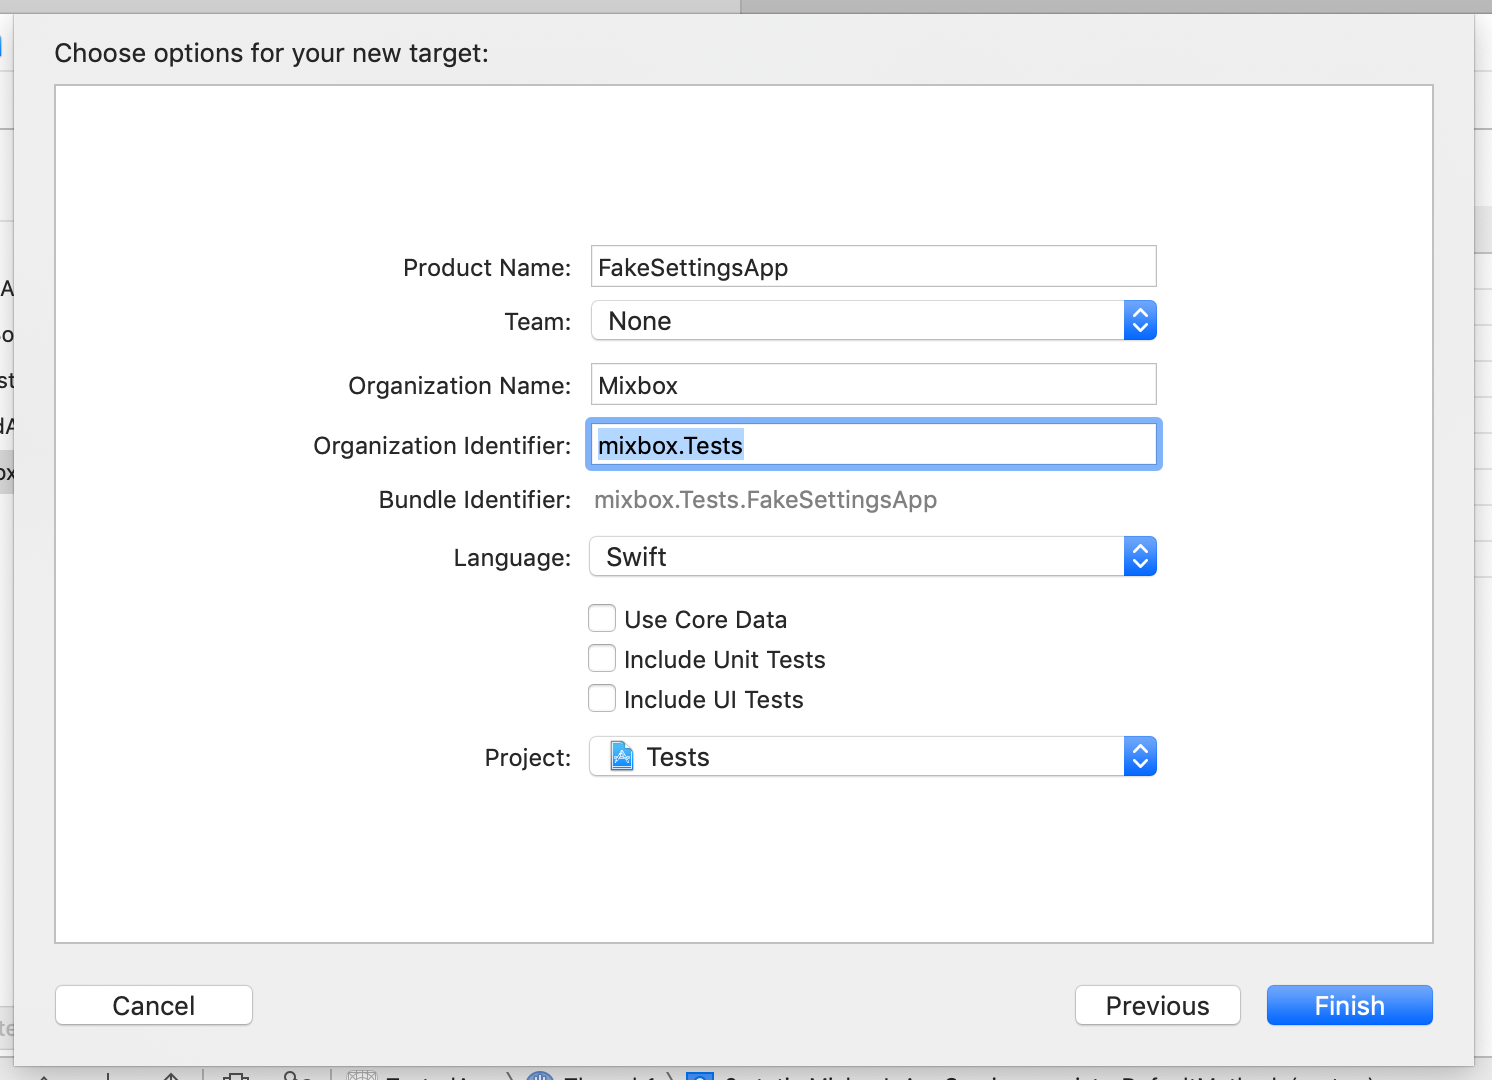 Choose options for your new target:
Product Name: FakeSettingsApp
Team: None
Organization Name: Mixbox
Organization Identifier: mixbox.Tests
Bundle Identifier: mixbox.Tests.FakeSettingsApp
Language: Swift
Use Core Data
Include Unit Tests
Include UI Tests
Project: Tests
Cancel Previous Finish